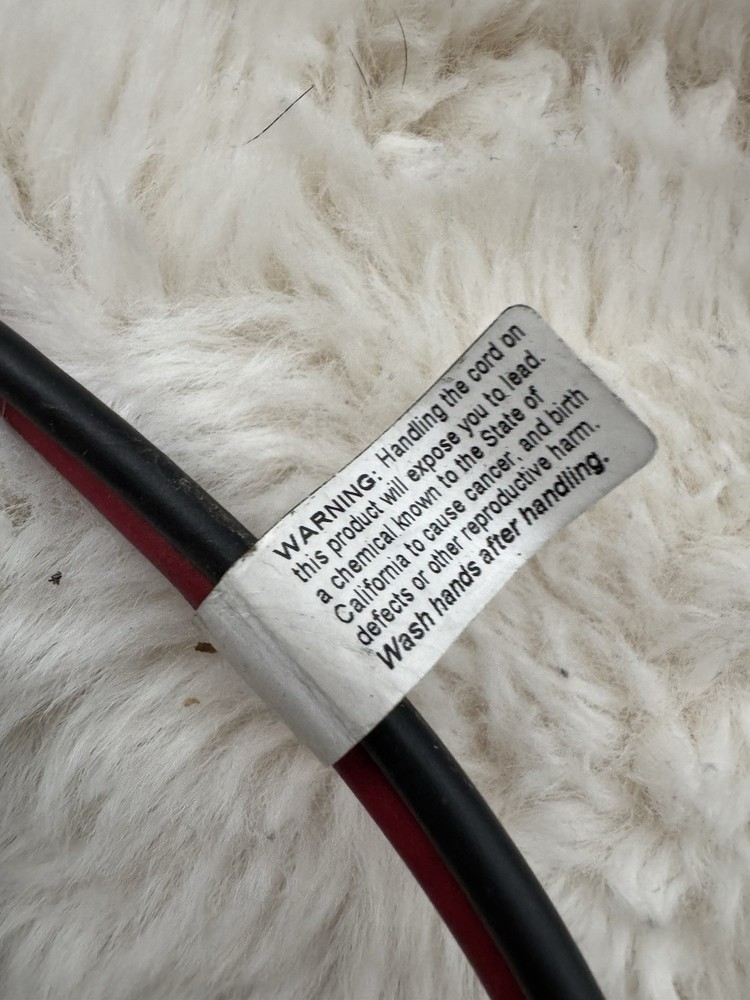 WARNING: Handling the cord on
this product will expose you to lead.
a chemical known to the State of
California to cause cancer, and birth
defects or other reproductive harm.
Wash hands after handling.